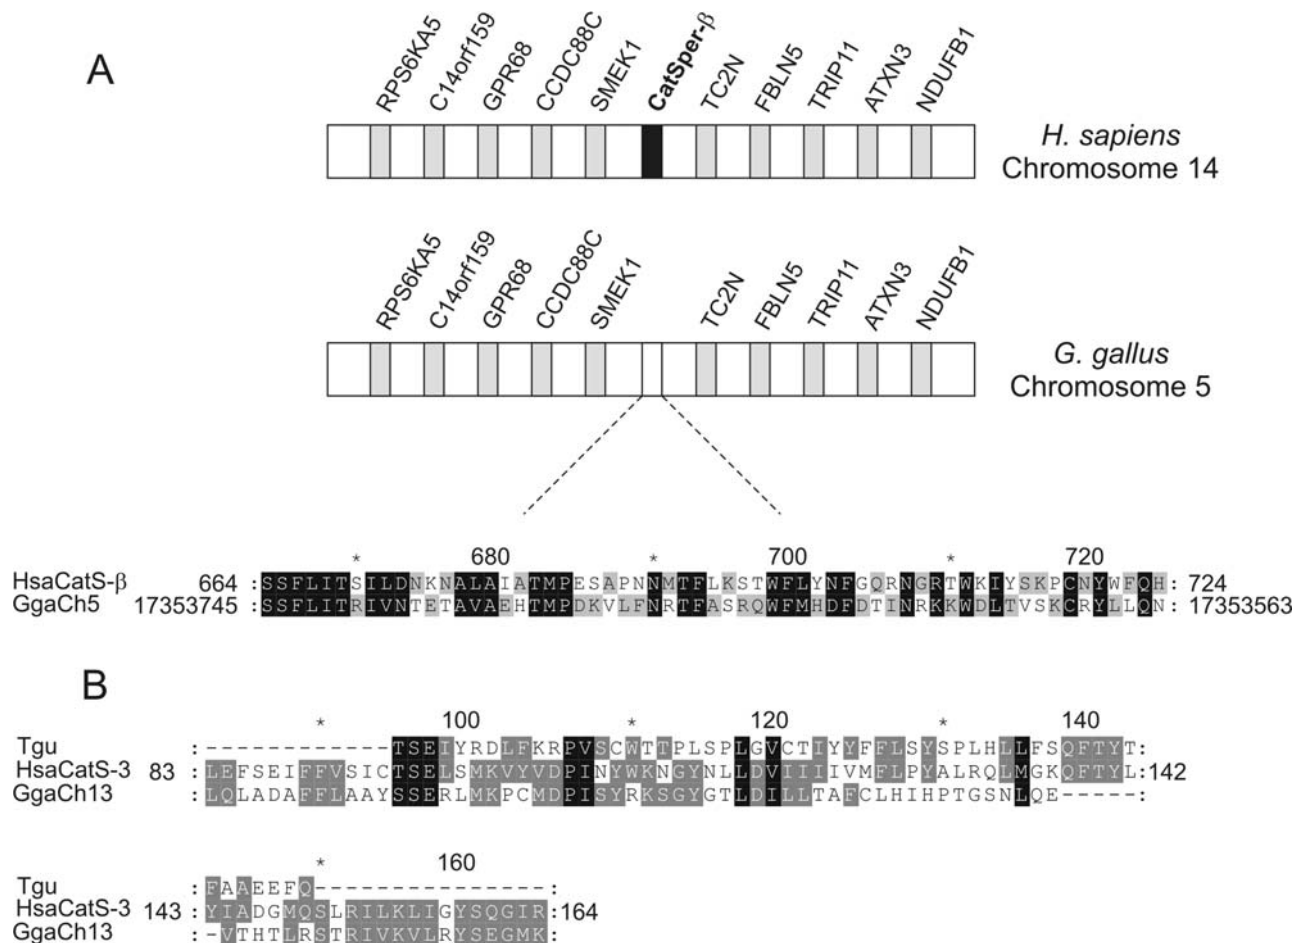 A
RPS6KA5 C14orf159 GPR68 CCDC88C SMEK1 CatSper-β TC2N FBLN5 TRIP11 ATXN3 NDUFB1
H. sapiens
Chromosome 14
RPS6KA5 C14orf159 GPR68 CCDC88C SMEK1 TC2N FBLN5 TRIP11 ATXN3 NDUFB1
G. gallus
Chromosome 5
* 680 * 700 * 720
HsaCatS-β 664 :SSFLITSILDNKNALAIATMPESAPNNMTFLKSTWFLYNFGQRNGRTWKIYSKPCNYWFQH: 724
GgaCh5 17353745 :SSFLITRIVNTETAVAEHTMPDKVLFNRTFASRQWFMHDFDTINRKKWDLTVSKCRYLLQN: 17353563
B
* 100 * 120 * 140
Tgu :------------TSEIYRDLFKRPVSCWTTPLSPLGVCTIYYFFLSYSPLHLLFSQFTYT:
HsaCatS-3 83 :LEFSEIFFVSICTSELSMKVYVDPINYWKNGYNLLDVIIIIVMFLPYALRQLMGKQFTYL: 142
GgaCh13 :LQLADAFFLAAYSSERLMKPCMDPISYRKSGYGTLDILLTAFCLHIHPTGSNLQE-----:
* 160
Tgu :FAAEEFQ---------------:
HsaCatS-3 143 :YIADGMQSLRILKLIGYSQGIR: 164
GgaCh13 :-VTHTLRSTRIVKVLRYSEGMK: